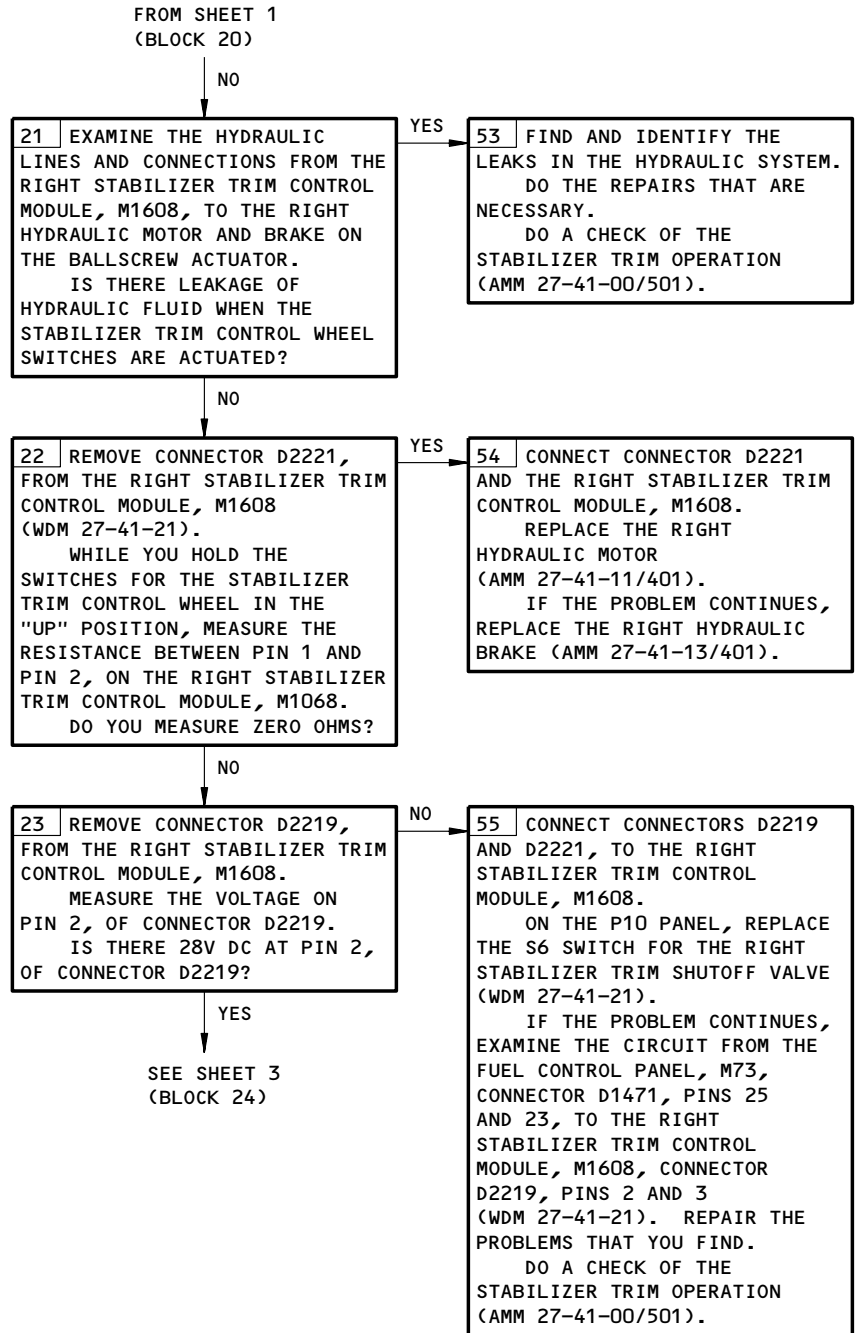 FROM SHEET 1
(BLOCK 20)
NO
21 EXAMINE THE HYDRAULIC
LINES AND CONNECTIONS FROM THE
RIGHT STABILIZER TRIM CONTROL
MODULE, M1608, TO THE RIGHT
HYDRAULIC MOTOR AND BRAKE ON
THE BALLSCREW ACTUATOR.
IS THERE LEAKAGE OF
HYDRAULIC FLUID WHEN THE
STABILIZER TRIM CONTROL WHEEL
SWITCHES ARE ACTUATED?
YES
53 FIND AND IDENTIFY THE
LEAKS IN THE HYDRAULIC SYSTEM.
DO THE REPAIRS THAT ARE
NECESSARY.
DO A CHECK OF THE
STABILIZER TRIM OPERATION
(AMM 27-41-00/501).
NO
22 REMOVE CONNECTOR D2221,
FROM THE RIGHT STABILIZER TRIM
CONTROL MODULE, M1608
(WDM 27-41-21).
WHILE YOU HOLD THE
SWITCHES FOR THE STABILIZER
TRIM CONTROL WHEEL IN THE
"UP" POSITION, MEASURE THE
RESISTANCE BETWEEN PIN 1 AND
PIN 2, ON THE RIGHT STABILIZER
TRIM CONTROL MODULE, M1068.
DO YOU MEASURE ZERO OHMS?
YES
54 CONNECT CONNECTOR D2221
AND THE RIGHT STABILIZER TRIM
CONTROL MODULE, M1608.
REPLACE THE RIGHT
HYDRAULIC MOTOR
(AMM 27-41-11/401).
IF THE PROBLEM CONTINUES,
REPLACE THE RIGHT HYDRAULIC
BRAKE (AMM 27-41-13/401).
NO
23 REMOVE CONNECTOR D2219,
FROM THE RIGHT STABILIZER TRIM
CONTROL MODULE, M1608.
MEASURE THE VOLTAGE ON
PIN 2, OF CONNECTOR D2219.
IS THERE 28V DC AT PIN 2,
OF CONNECTOR D2219?
NO
55 CONNECT CONNECTORS D2219
AND D2221, TO THE RIGHT
STABILIZER TRIM CONTROL
MODULE, M1608.
ON THE P10 PANEL, REPLACE
THE S6 SWITCH FOR THE RIGHT
STABILIZER TRIM SHUTOFF VALVE
(WDM 27-41-21).
IF THE PROBLEM CONTINUES,
EXAMINE THE CIRCUIT FROM THE
FUEL CONTROL PANEL, M73,
CONNECTOR D1471, PINS 25
AND 23, TO THE RIGHT
STABILIZER TRIM CONTROL
MODULE, M1608, CONNECTOR
D2219, PINS 2 AND 3
(WDM 27-41-21). REPAIR THE
PROBLEMS THAT YOU FIND.
DO A CHECK OF THE
STABILIZER TRIM OPERATION
(AMM 27-41-00/501).
YES
SEE SHEET 3
(BLOCK 24)